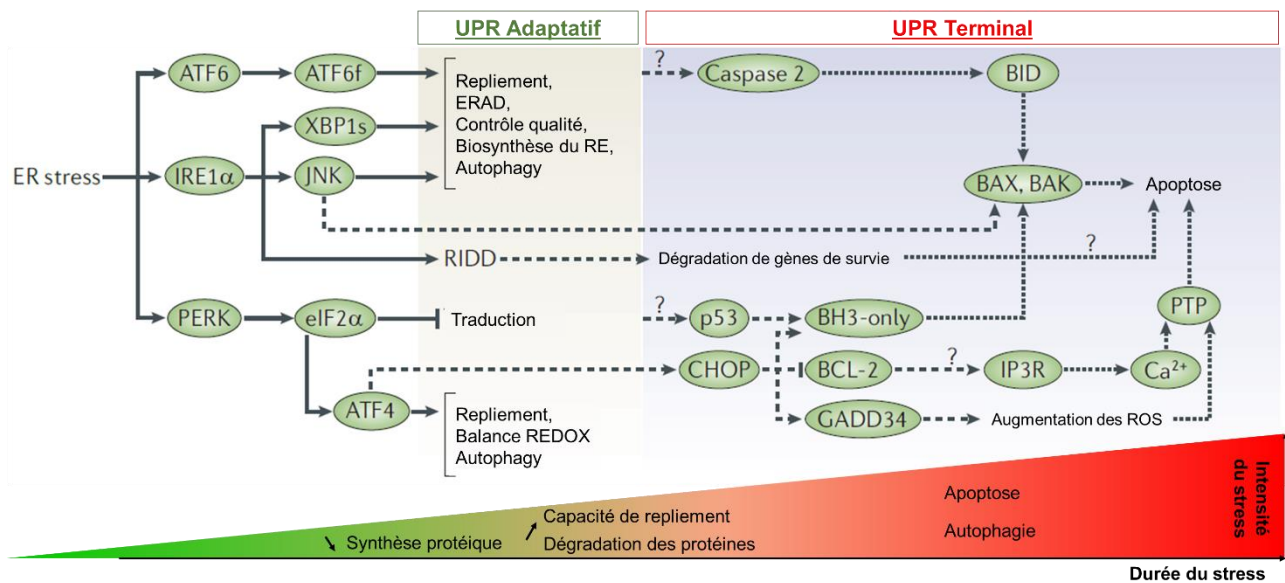 UPR Adaptatif
UPR Terminal
ATF6
ATF6f
XBP1s
ER stress
IRE1α
JNK
Repliement,
ERAD,
Contrôle qualité,
Biosynthèse du RE,
Autophagy
?
Caspase 2
BID
BAX, BAK
Apoptose
RIDD
Dégradation de gènes de survie
?
PERK
eIF2α
Traduction
?
p53
BH3-only
PTP
CHOP
BCL-2
?
IP3R
Ca²⁺
ATF4
Repliement,
Balance REDOX
Autophagy
GADD34
Augmentation des ROS
↘ Synthèse protéique
↗ Capacité de repliement
Dégradation des protéines
Apoptose
Autophagie
Intensité
du stress
Durée du stress